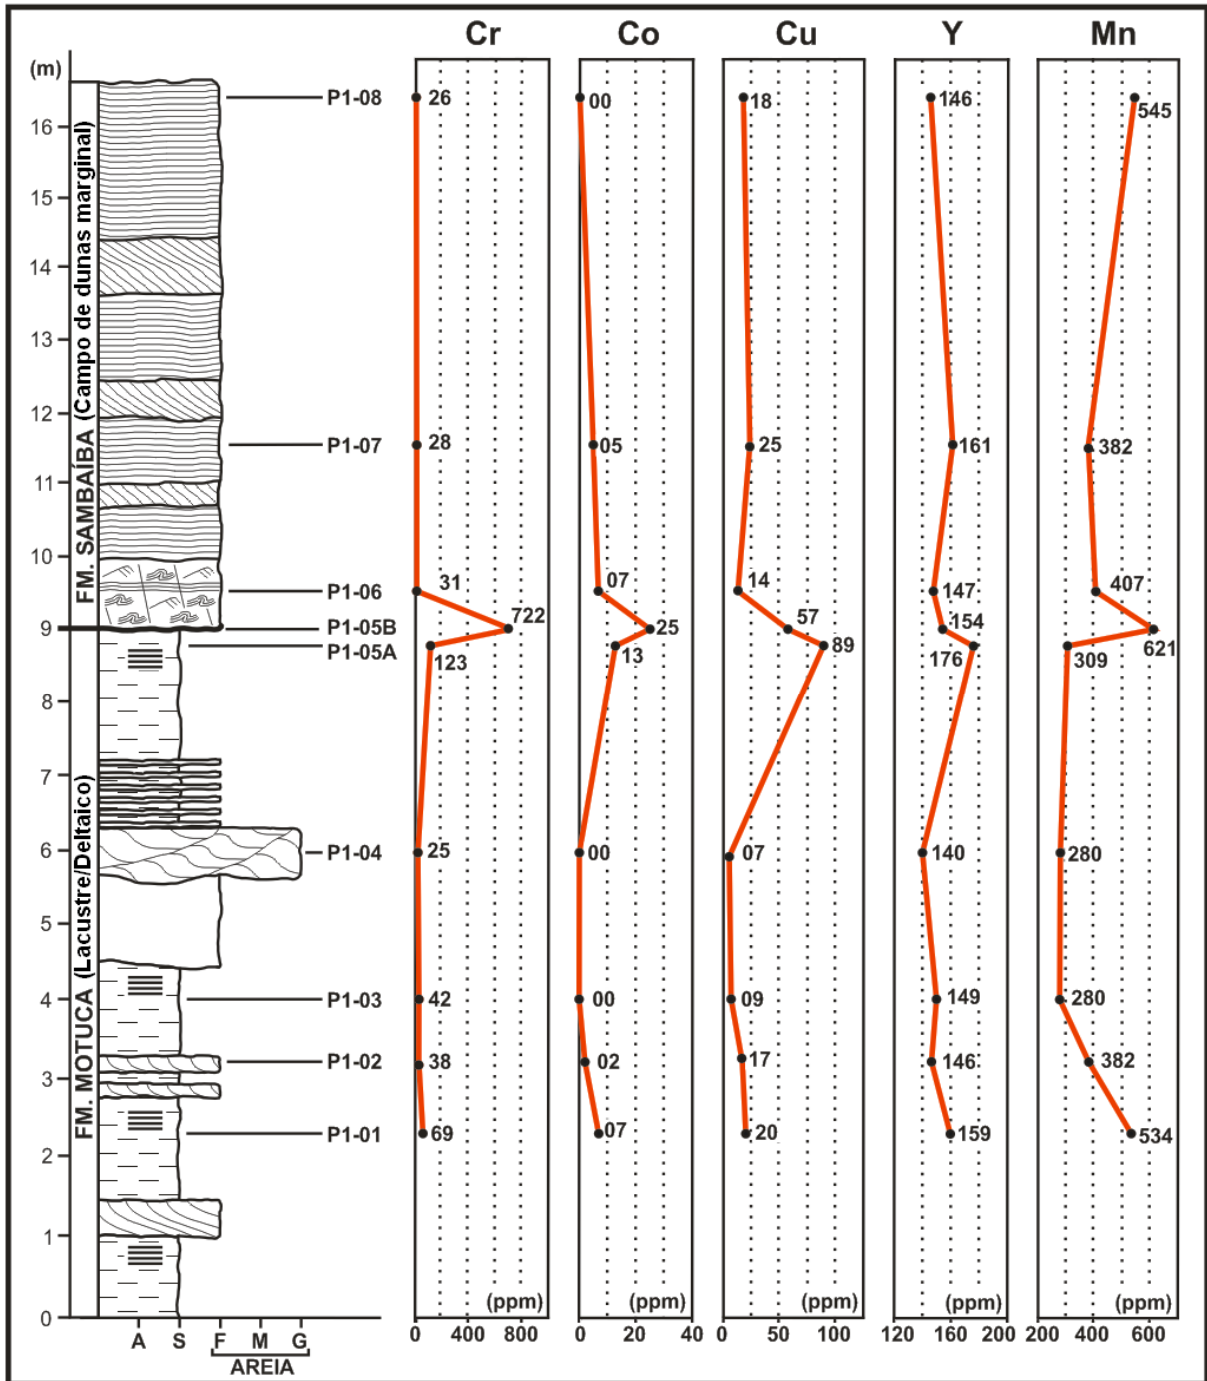 Cr Co Cu Y Mn
(m)
P1-08 26 00 18 146 545
16
15
14
13
12
P1-07 28 05 25 161 382
11
10
P1-06 31 07 14 147 407
9 P1-05B 722 25 57 154 621
P1-05A 123 13 89 176 309
8
7
6 P1-04 25 00 07 140 280
5
4 P1-03 42 00 09 149 280
P1-02 38 02 17 146 382
3
P1-01 69 07 20 159 534
2
1
0
FM. SAMBAÍBA (Campo de dunas marginal)
FM. MOTUCA (Lacustre/Deltaico)
(ppm) (ppm) (ppm) (ppm) (ppm)
0 400 800 0 20 40 0 50 100 120 160 200 200 400 600
A S F M G
AREIA